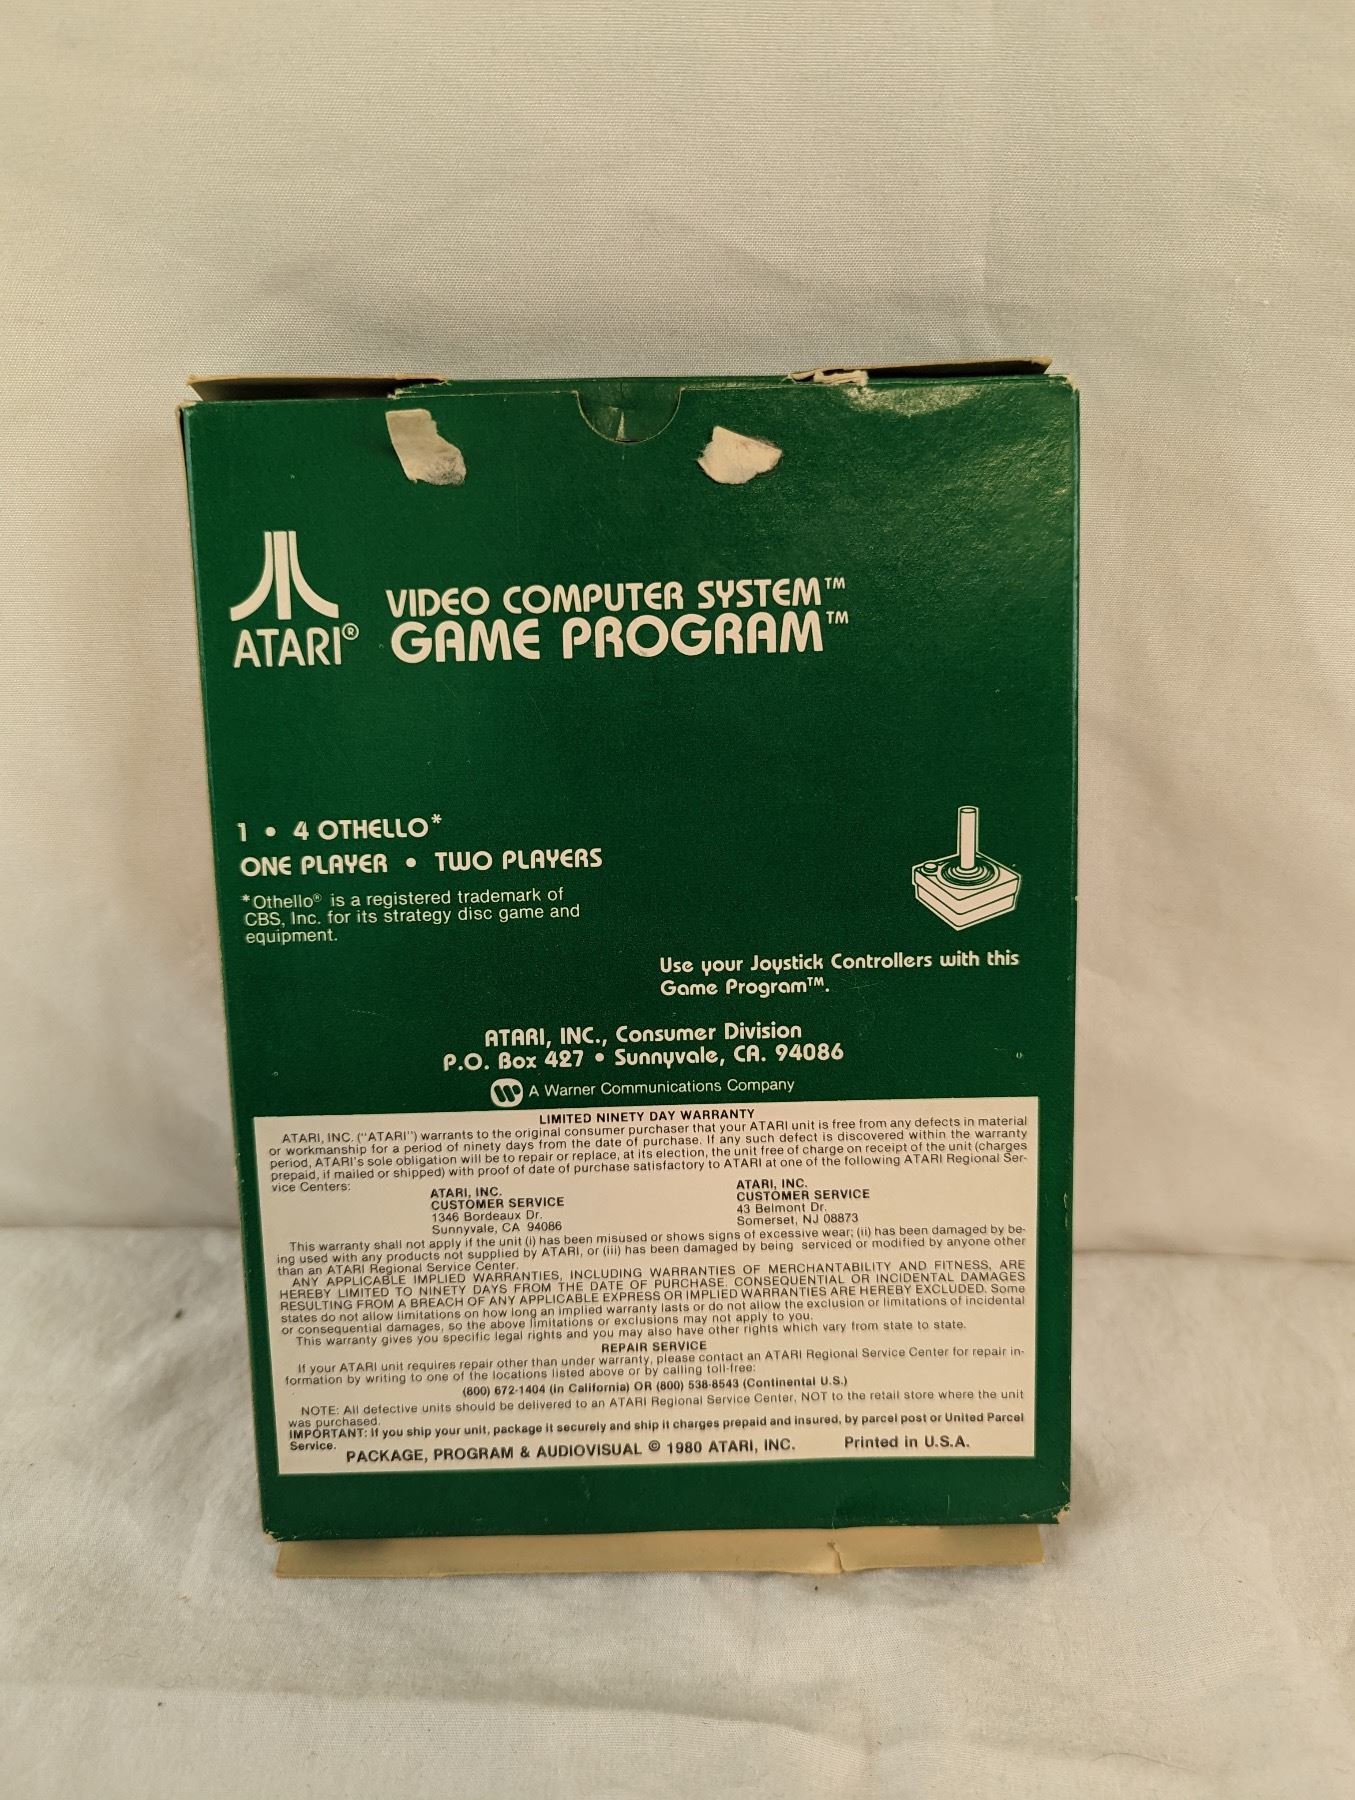 VIDEO COMPUTER SYSTEM™
ATARI® GAME PROGRAM™
1 • 4 OTHELLO*
ONE PLAYER • TWO PLAYERS
*Othello® is a registered trademark of
CBS, Inc. for its strategy disc game and
equipment.
Use your Joystick Controllers with this
Game Program™.
ATARI, INC., Consumer Division
P.O. Box 427 • Sunnyvale, CA. 94086
A Warner Communications Company
LIMITED NINETY DAY WARRANTY
ATARI, INC. ("ATARI") warrants to the original consumer purchaser that your ATARI unit is free from any defects in material
or workmanship for a period of ninety days from the date of purchase. If any such defect is discovered within the warranty
period, ATARI's sole obligation will be to repair or replace, at its election, the unit free of charge on receipt of the unit (charges
prepaid, if mailed or shipped) with proof of date of purchase satisfactory to ATARI at one of the following ATARI Regional Ser-
vice Centers:
ATARI, INC.
CUSTOMER SERVICE
1346 Bordeaux Dr.
Sunnyvale, CA 94086
ATARI, INC.
CUSTOMER SERVICE
43 Belmont Dr.
Somerset, NJ 08873
This warranty shall not apply if the unit (i) has been misused or shows signs of excessive wear; (ii) has been damaged by be-
ing used with any products not supplied by ATARI, or (iii) has been damaged by being serviced or modified by anyone other
than an ATARI Regional Service Center.
ANY APPLICABLE IMPLIED WARRANTIES, INCLUDING WARRANTIES OF MERCHANTABILITY AND FITNESS, ARE
HEREBY LIMITED TO NINETY DAYS FROM THE DATE OF PURCHASE. CONSEQUENTIAL OR INCIDENTAL DAMAGES
RESULTING FROM A BREACH OF ANY APPLICABLE EXPRESS OR IMPLIED WARRANTIES ARE HEREBY EXCLUDED. Some
states do not allow limitations on how long an implied warranty lasts or do not allow the exclusion or limitations of incidental
or consequential damages, so the above limitations or exclusions may not apply to you.
This warranty gives you specific legal rights and you may also have other rights which vary from state to state.
REPAIR SERVICE
If your ATARI unit requires repair other than under warranty, please contact an ATARI Regional Service Center for repair in-
formation by writing to one of the locations listed above or by calling toll-free:
(800) 672-1404 (in California) OR (800) 538-8543 (Continental U.S.)
NOTE: All defective units should be delivered to an ATARI Regional Service Center, NOT to the retail store where the unit
was purchased.
IMPORTANT: If you ship your unit, package it securely and ship it charges prepaid and insured, by parcel post or United Parcel
Service.
PACKAGE, PROGRAM & AUDIOVISUAL © 1980 ATARI, INC. Printed in U.S.A.